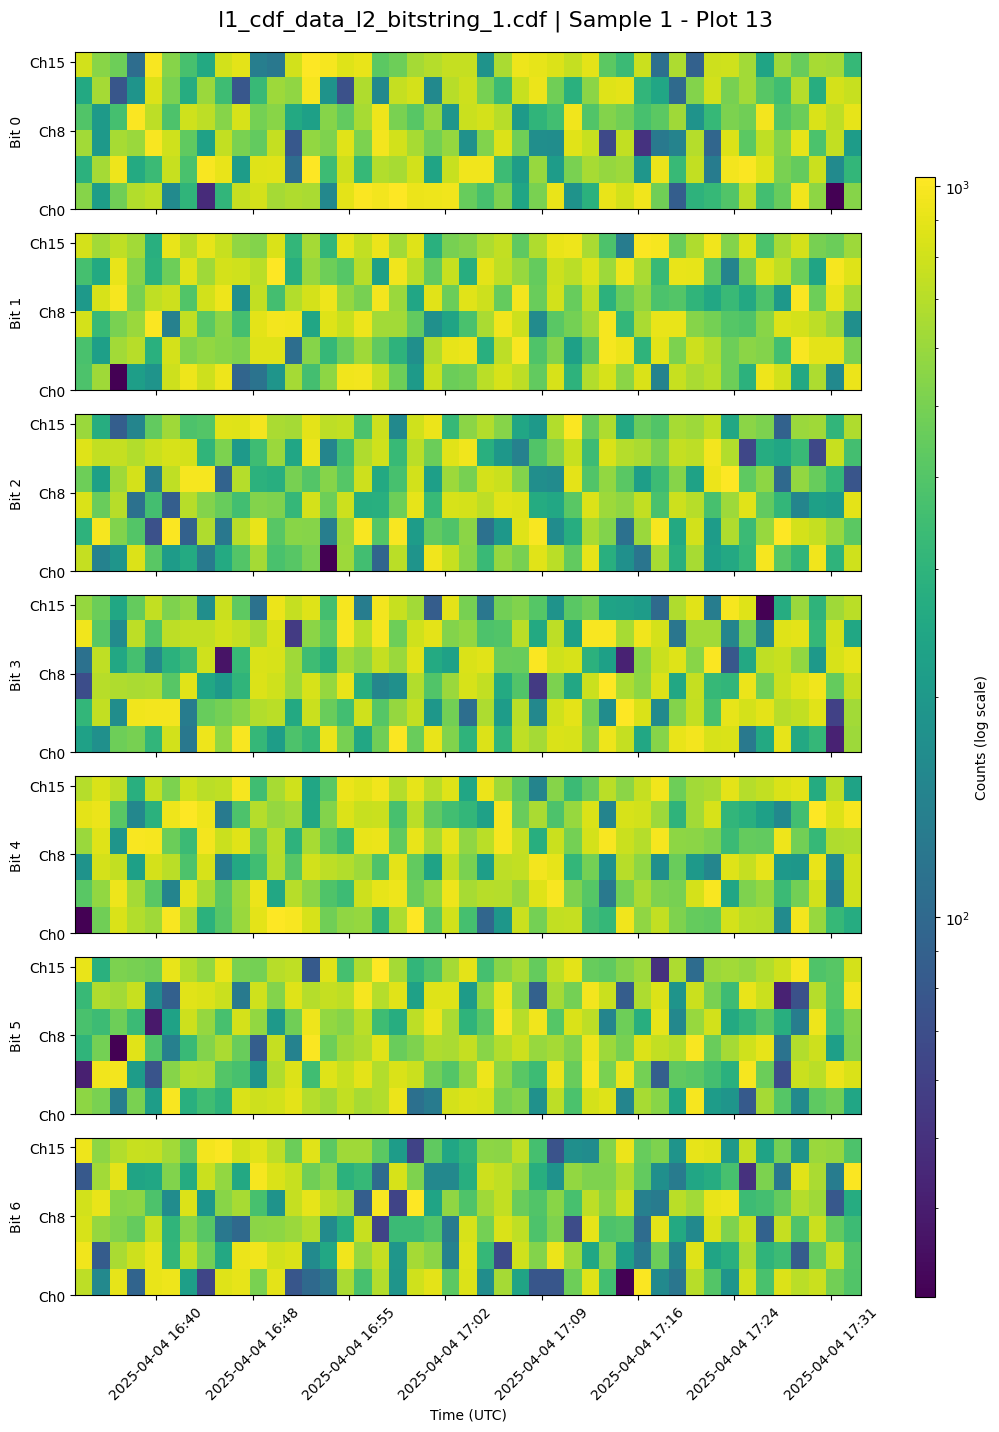 l1_cdf_data_l2_bitstring_1.cdf | Sample 1 - Plot 13
Ch15
Ch8
Ch0
Bit 0
Ch15
Ch8
Ch0
Bit 1
Ch15
Ch8
Ch0
Bit 2
Ch15
Ch8
Ch0
Bit 3
Ch15
Ch8
Ch0
Bit 4
Ch15
Ch8
Ch0
Bit 5
Ch15
Ch8
Ch0
Bit 6
2025-04-04 16:40
2025-04-04 16:48
2025-04-04 16:55
2025-04-04 17:02
2025-04-04 17:09
2025-04-04 17:16
2025-04-04 17:24
2025-04-04 17:31
Time (UTC)
10³
10²
Counts (log scale)